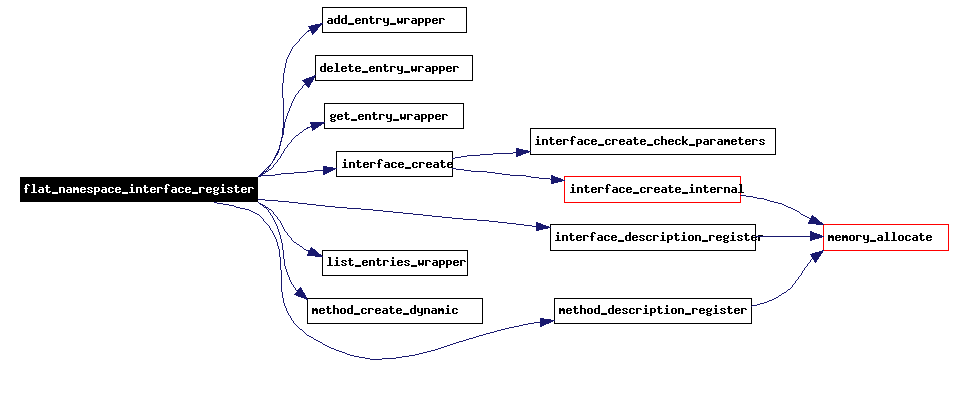 add_entry_wrapper
delete_entry_wrapper
get_entry_wrapper
interface_create_check_parameters
interface_create
flat_namespace_interface_register
interface_create_internal
interface_description_register
memory_allocate
list_entries_wrapper
method_create_dynamic
method_description_register